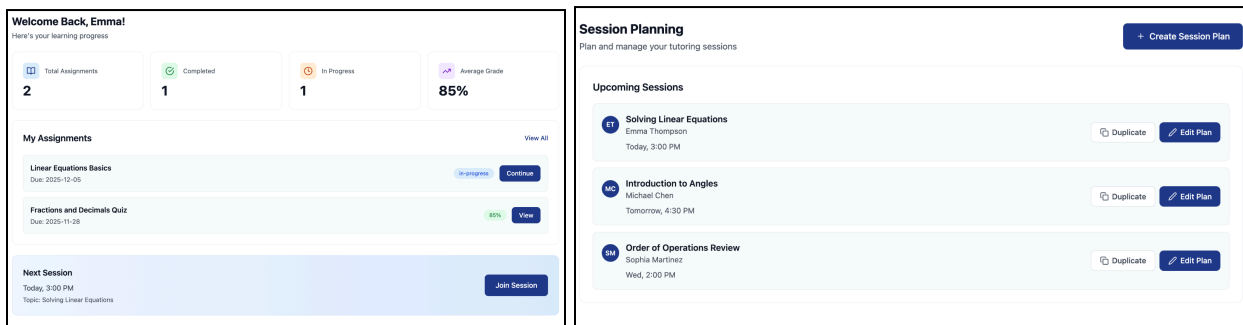 Welcome Back, Emma!
Here's your learning progress
Total Assignments
2
Completed
1
In Progress
1
Average Grade
85%
My Assignments
View All
Linear Equations Basics
Due: 2025-12-05
in-progress
Continue
Fractions and Decimals Quiz
Due: 2025-11-28
85%
View
Next Session
Today, 3:00 PM
Topic: Solving Linear Equations
Join Session
Session Planning
Plan and manage your tutoring sessions
+ Create Session Plan
Upcoming Sessions
ET
Solving Linear Equations
Emma Thompson
Today, 3:00 PM
Duplicate
Edit Plan
MC
Introduction to Angles
Michael Chen
Tomorrow, 4:30 PM
Duplicate
Edit Plan
SM
Order of Operations Review
Sophia Martinez
Wed, 2:00 PM
Duplicate
Edit Plan